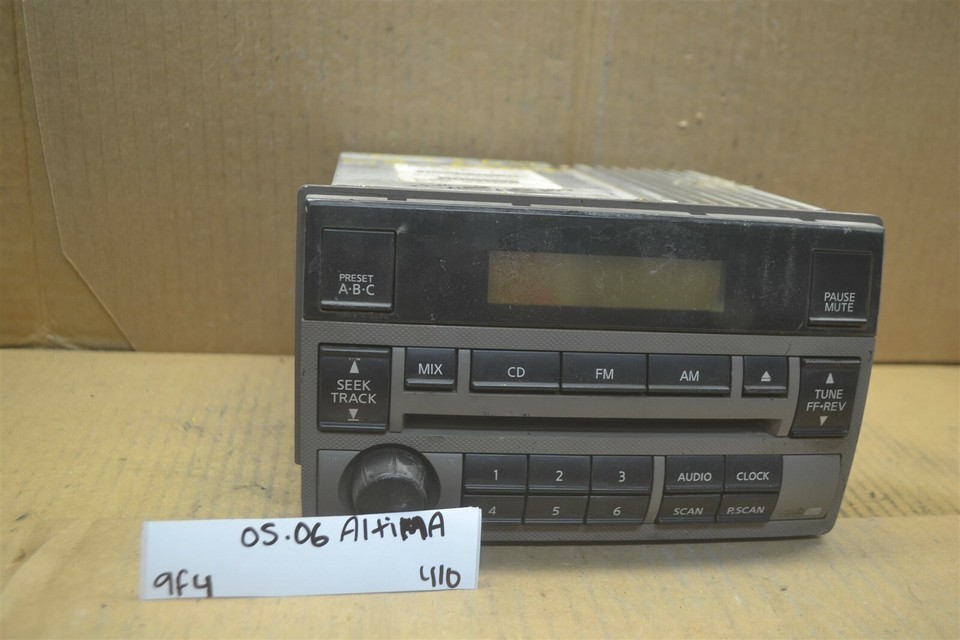 PRESET
A·B·C
PAUSE
MUTE
SEEK
TRACK
MIX
CD
FM
AM
TUNE
FF·REV
1 2 3
AUDIO CLOCK
4 5 6
SCAN P.SCAN
05.06 AltiMA
9F4 410